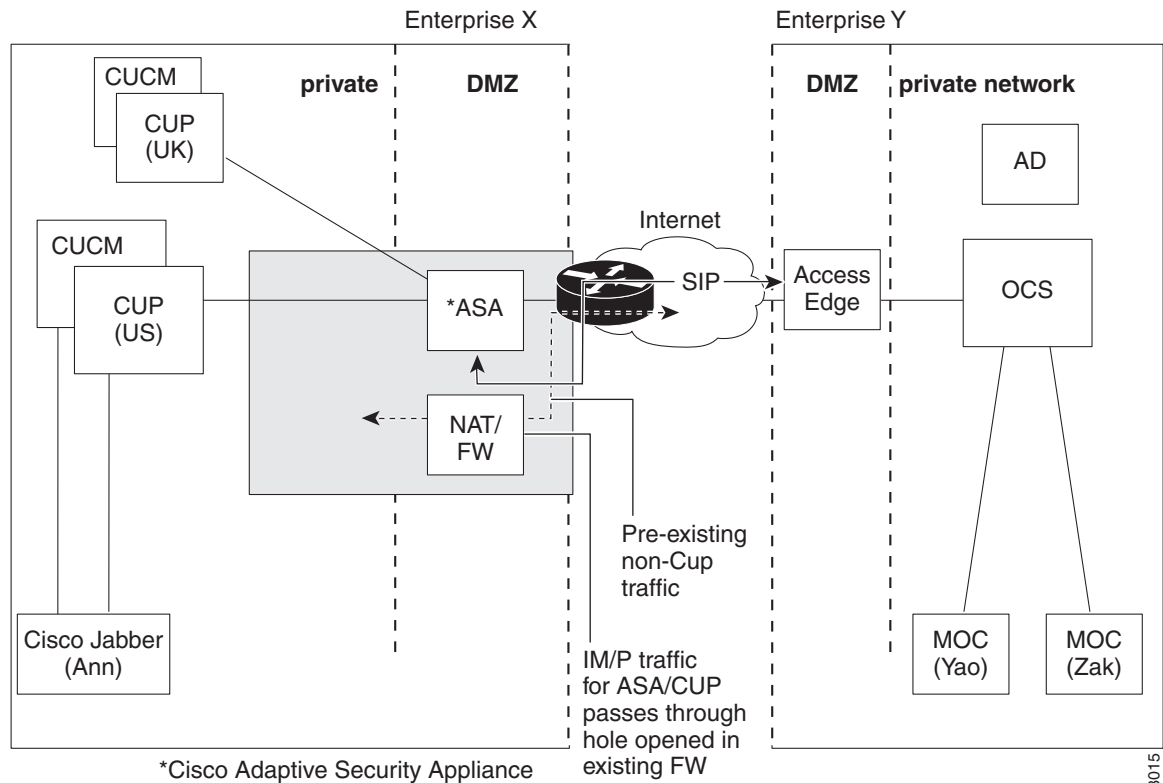 Enterprise X
Enterprise Y
private
DMZ
DMZ
private network
CUCM
CUP
(UK)
AD
CUCM
CUP
(US)
Internet
*ASA
SIP
Access
Edge
OCS
NAT/
FW
Pre-existing
non-Cup
traffic
Cisco Jabber
(Ann)
MOC
(Yao)
MOC
(Zak)
IM/P traffic
for ASA/CUP
passes through
hole opened in
existing FW
*Cisco Adaptive Security Appliance